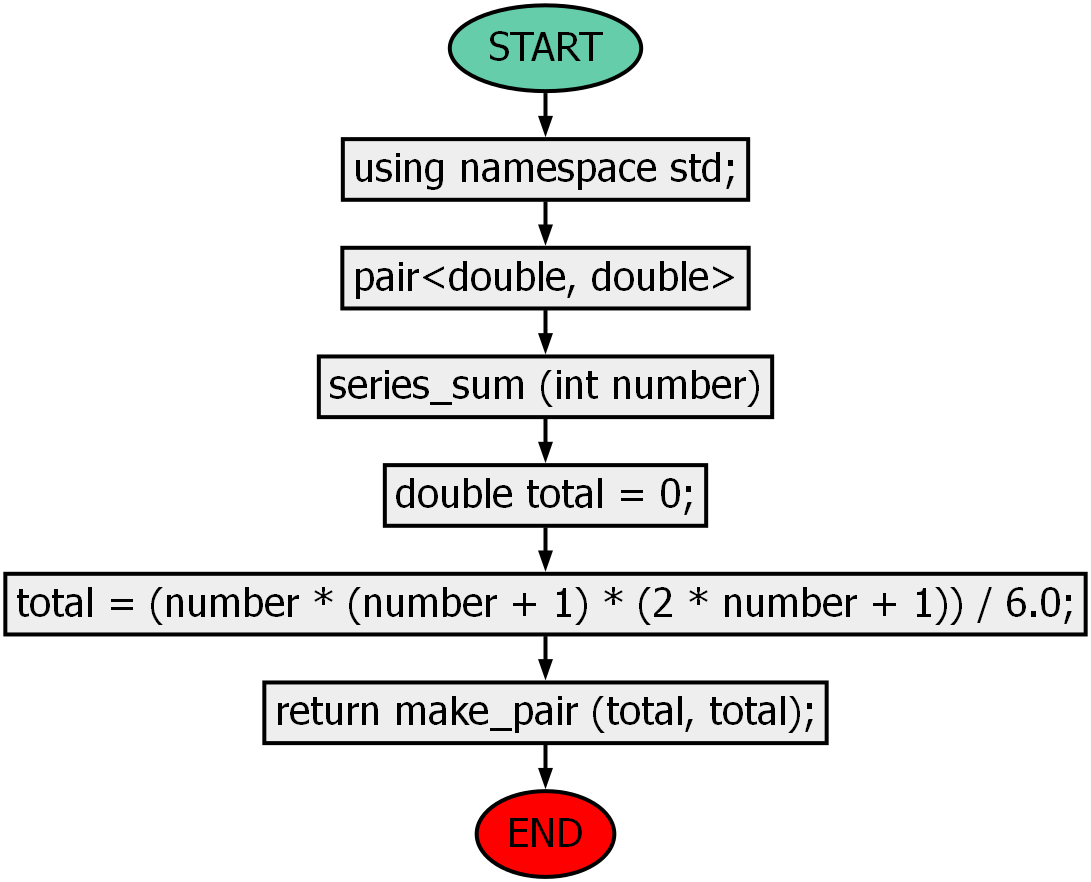 START
using namespace std;
pair<double, double>
series_sum (int number)
double total = 0;
total = (number * (number + 1) * (2 * number + 1)) / 6.0;
return make_pair (total, total);
END